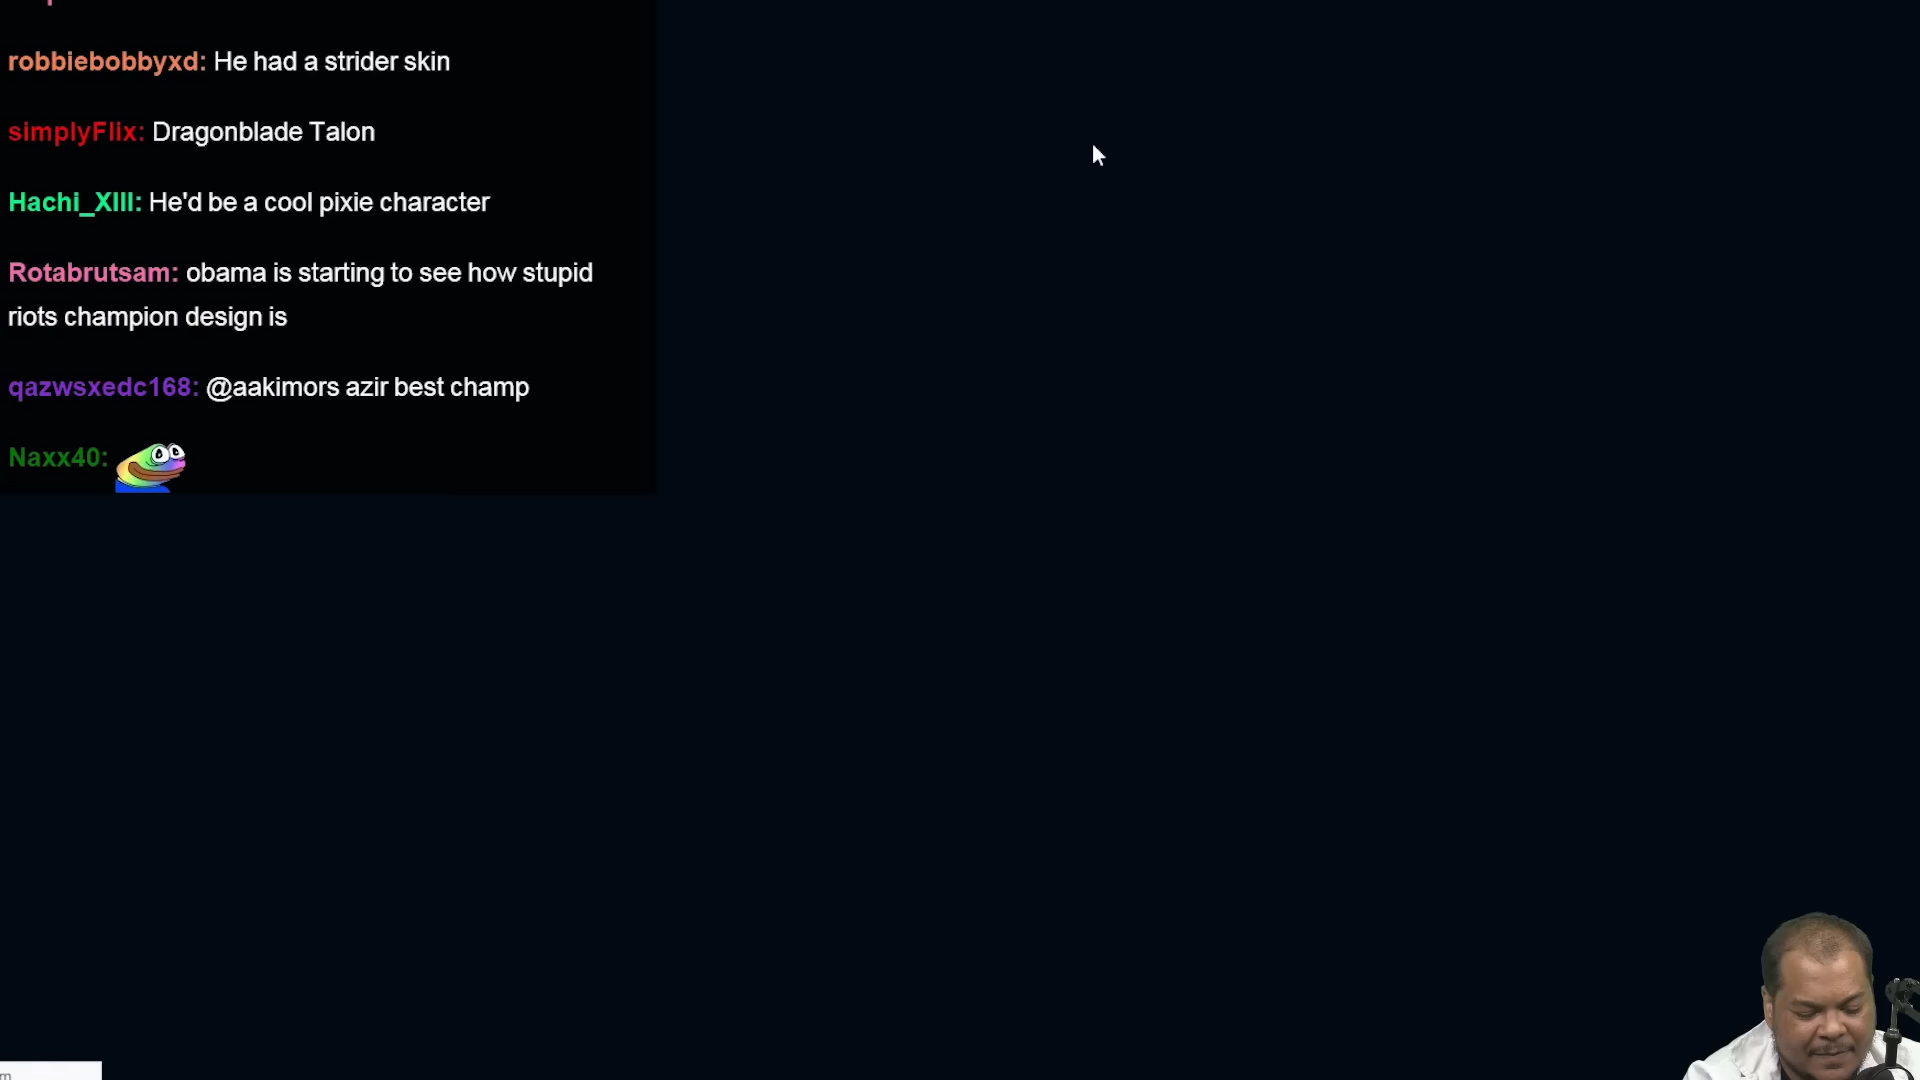 robbiebobbyxd: He had a strider skin
simplyFlix: Dragonblade Talon
Hachi_XIII: He'd be a cool pixie character
Rotabrutsam: obama is starting to see how stupid
riots champion design is
qazwsxedc168: @aakimors azir best champ
Naxx40: